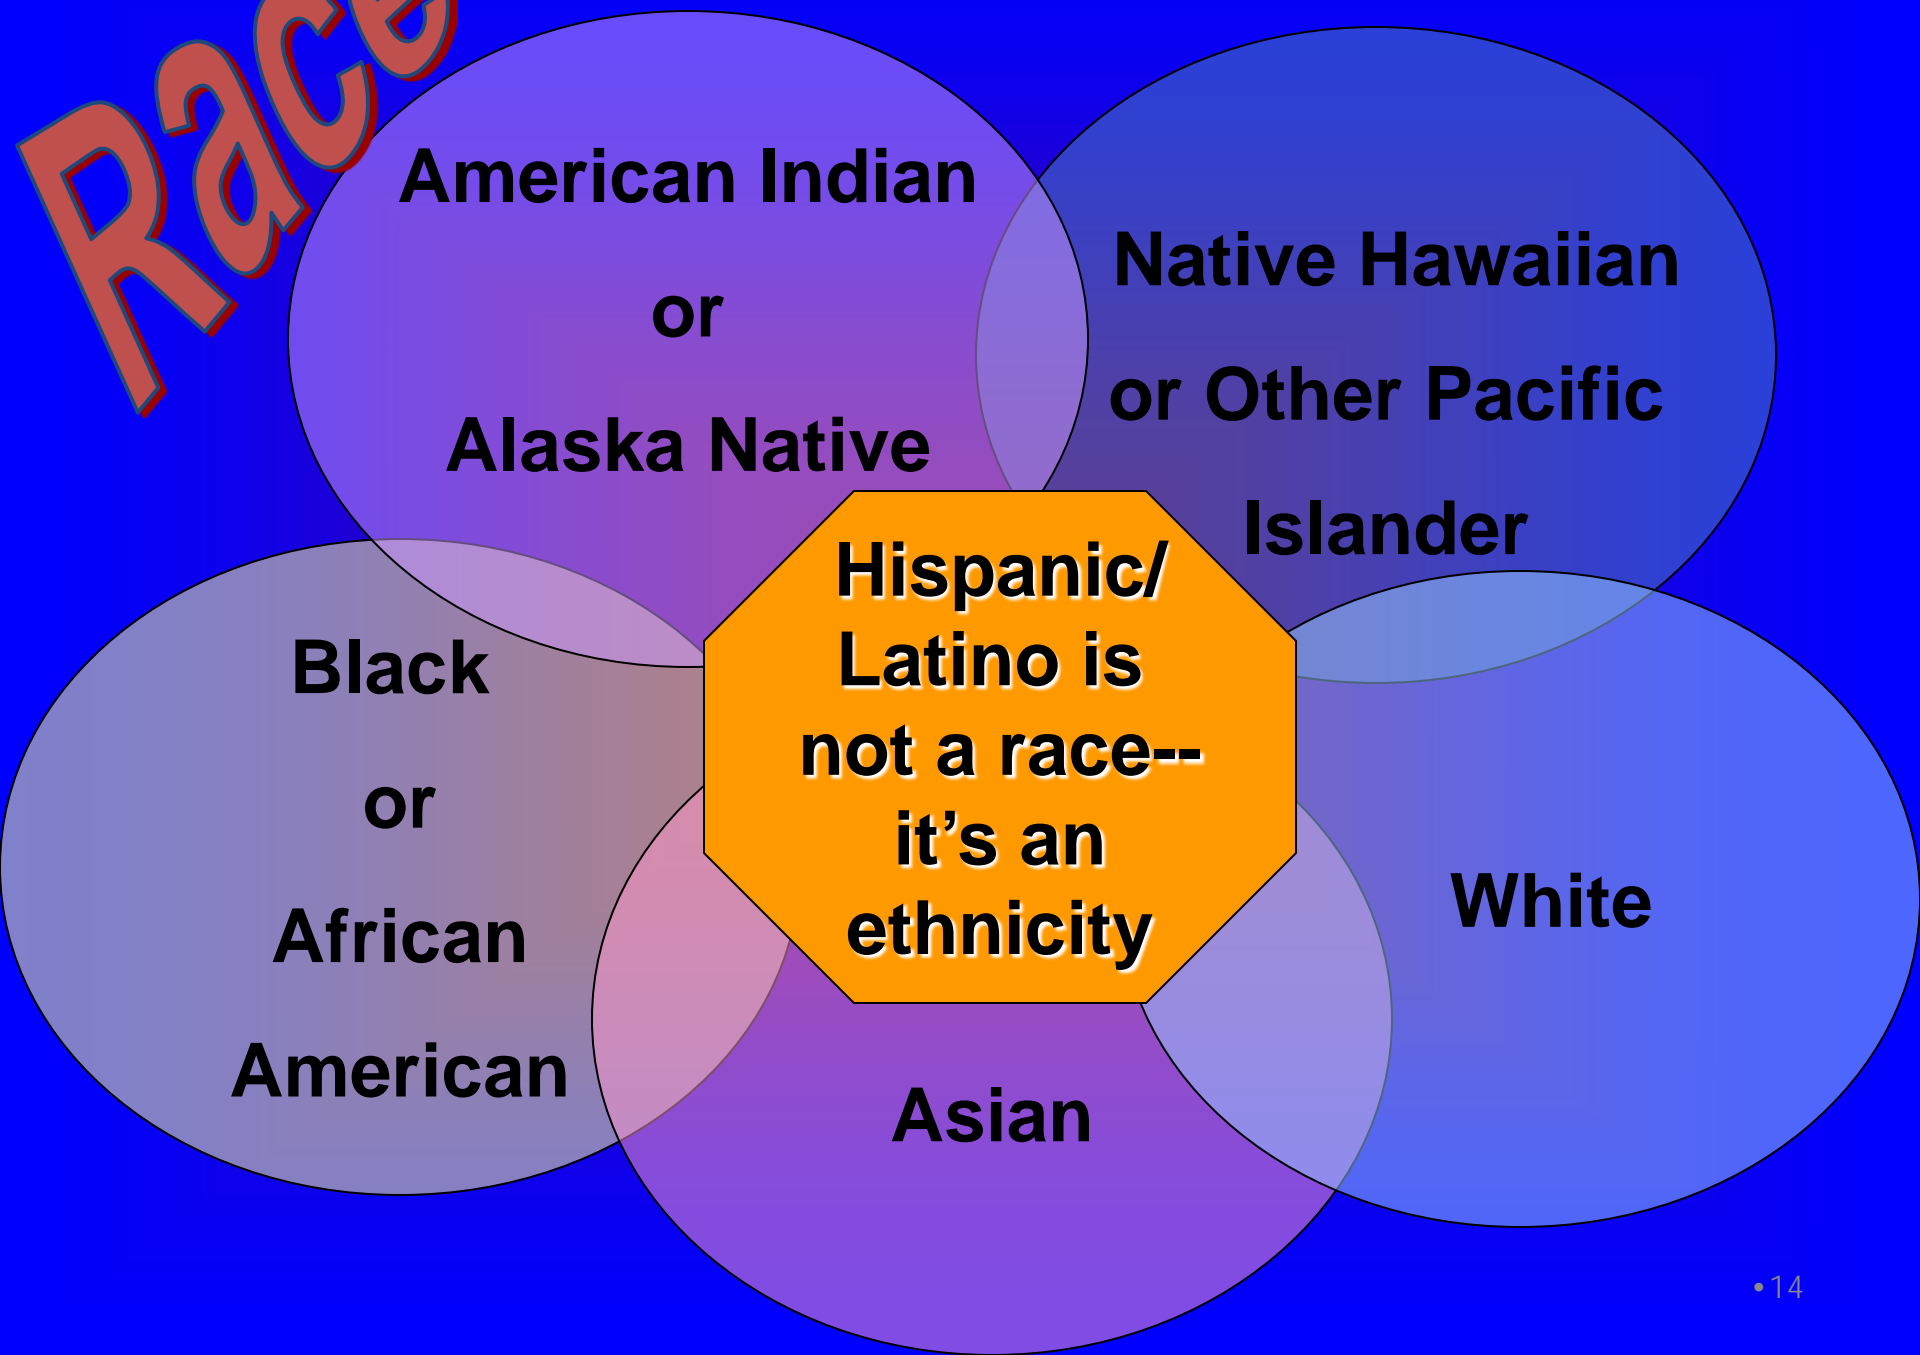 Race
American Indian
or
Alaska Native
Native Hawaiian
or Other Pacific
Islander
Hispanic/
Latino is
not a race--
it’s an
ethnicity
Black
or
African
American
White
Asian
•14